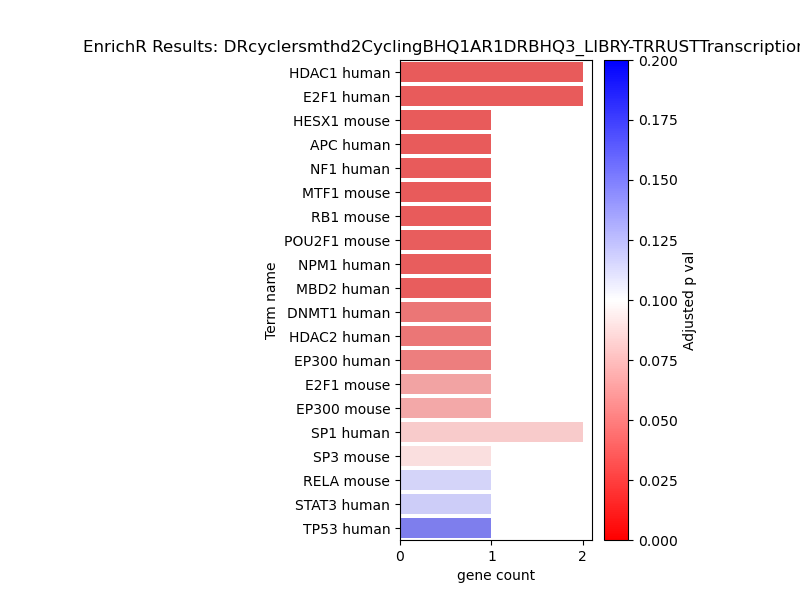 EnrichR Results: DRcyclersmthd2CyclingBHQ1AR1DRBHQ3_LIBRY-TRRUSTTranscription
HDAC1 human
E2F1 human
HESX1 mouse
APC human
NF1 human
MTF1 mouse
RB1 mouse
POU2F1 mouse
NPM1 human
MBD2 human
DNMT1 human
HDAC2 human
EP300 human
E2F1 mouse
EP300 mouse
SP1 human
SP3 mouse
RELA mouse
STAT3 human
TP53 human
Term name
0 1 2
gene count
0.200
0.175
0.150
0.125
0.100
0.075
0.050
0.025
0.000
Adjusted p val